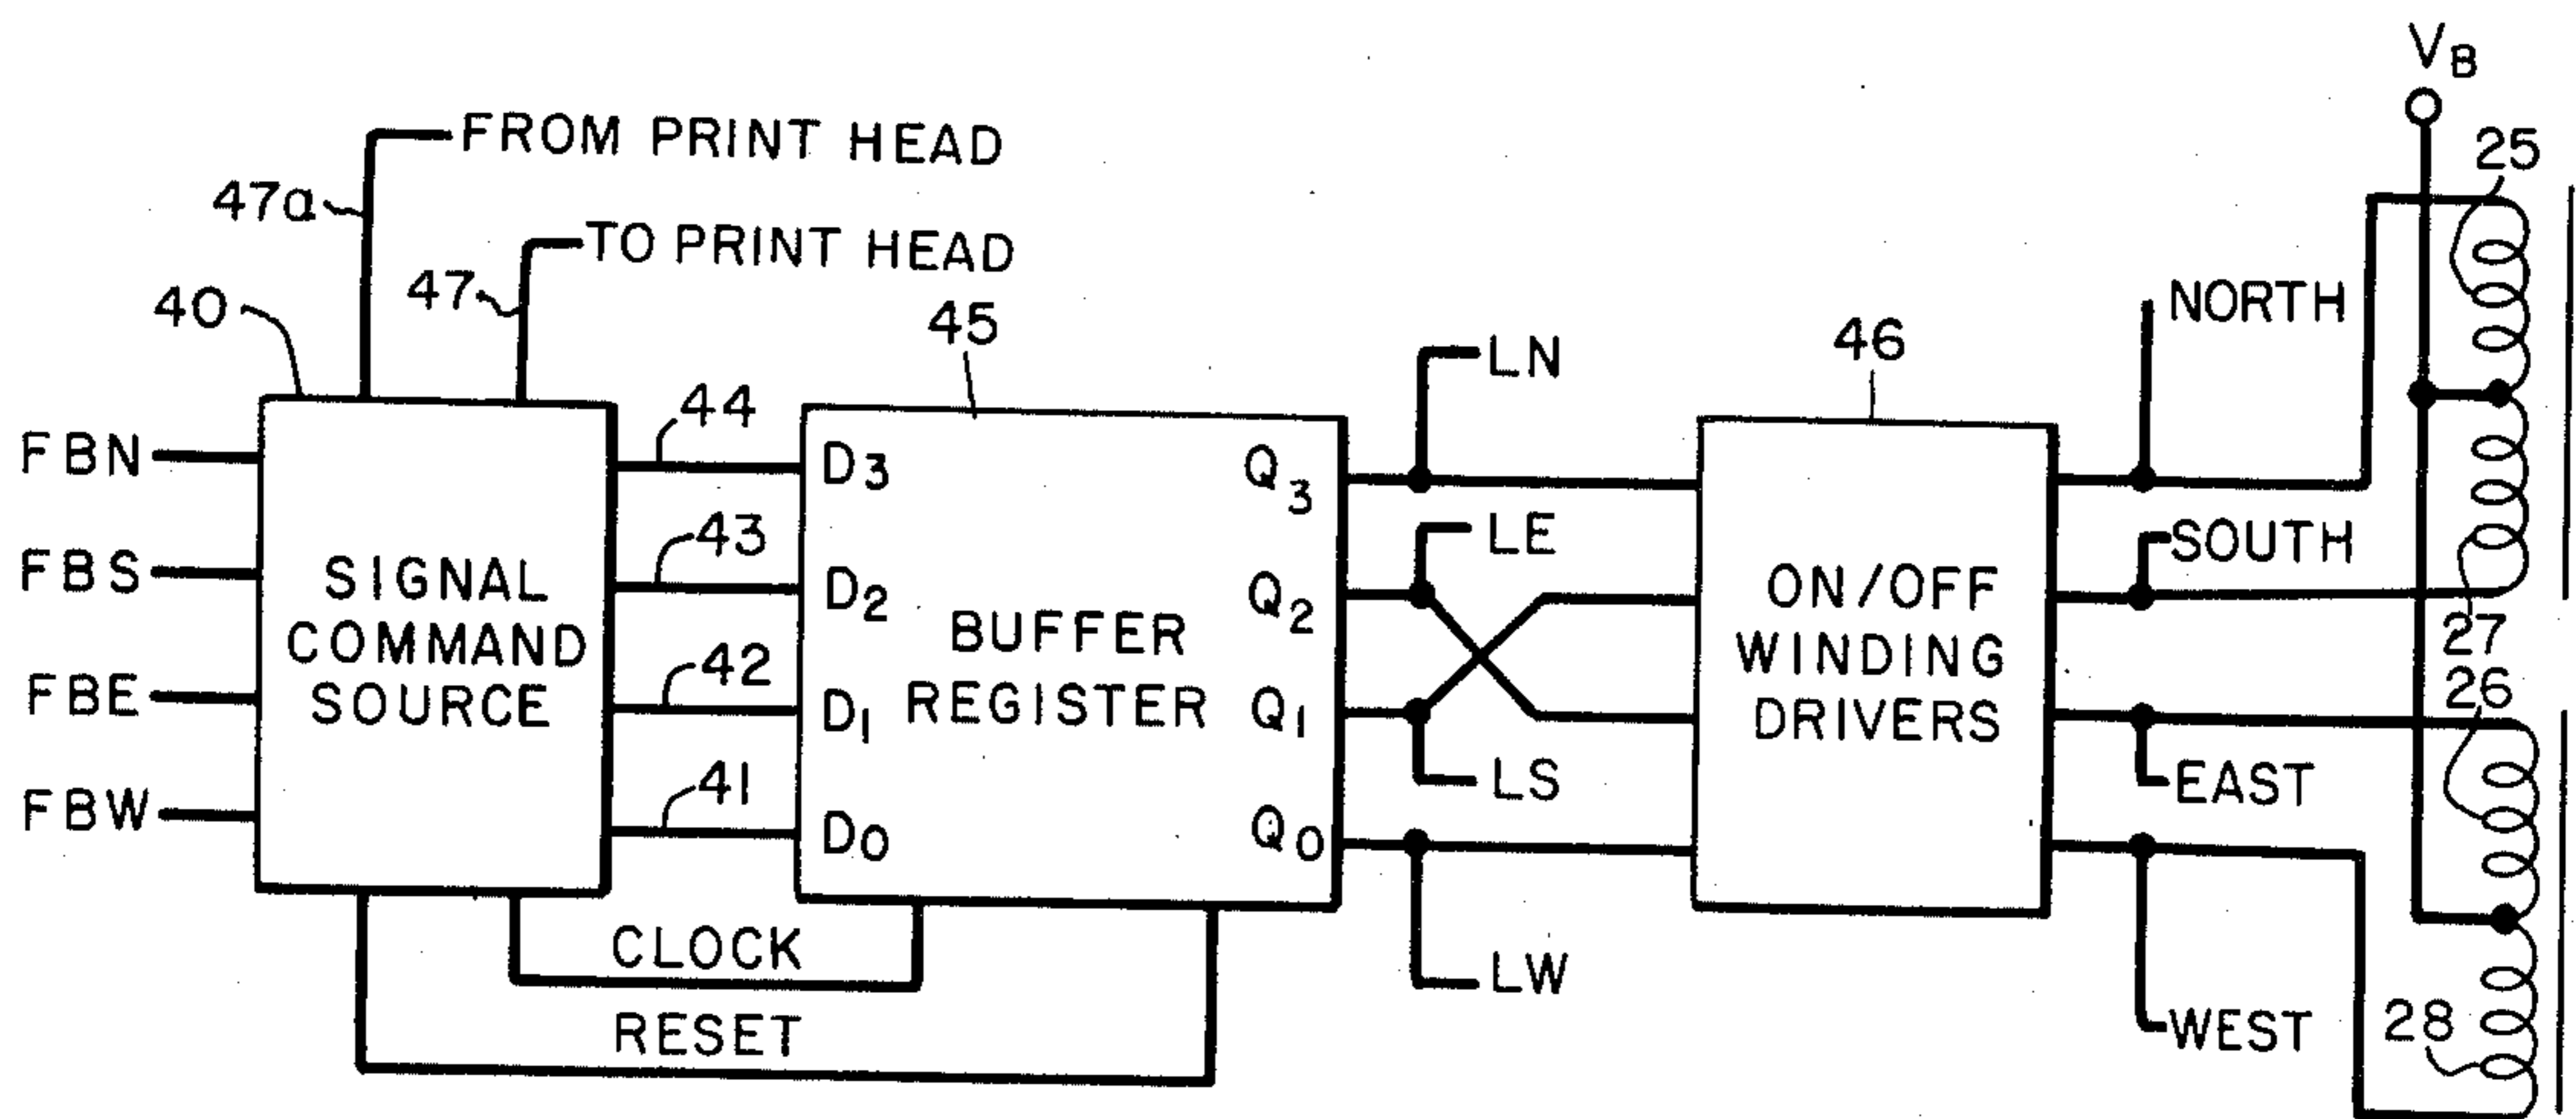 VB
25
FROM PRINT HEAD
47a
TO PRINT HEAD
47
40
45
46
44
43
42
41
FBN
FBS
FBE
FBW
SIGNAL
COMMAND
SOURCE
D3
D2
D1
D0
BUFFER
REGISTER
Q3
Q2
Q1
Q0
CLOCK
RESET
LN
LE
LS
LW
ON/OFF
WINDING
DRIVERS
NORTH
SOUTH
EAST
WEST
27
26
28